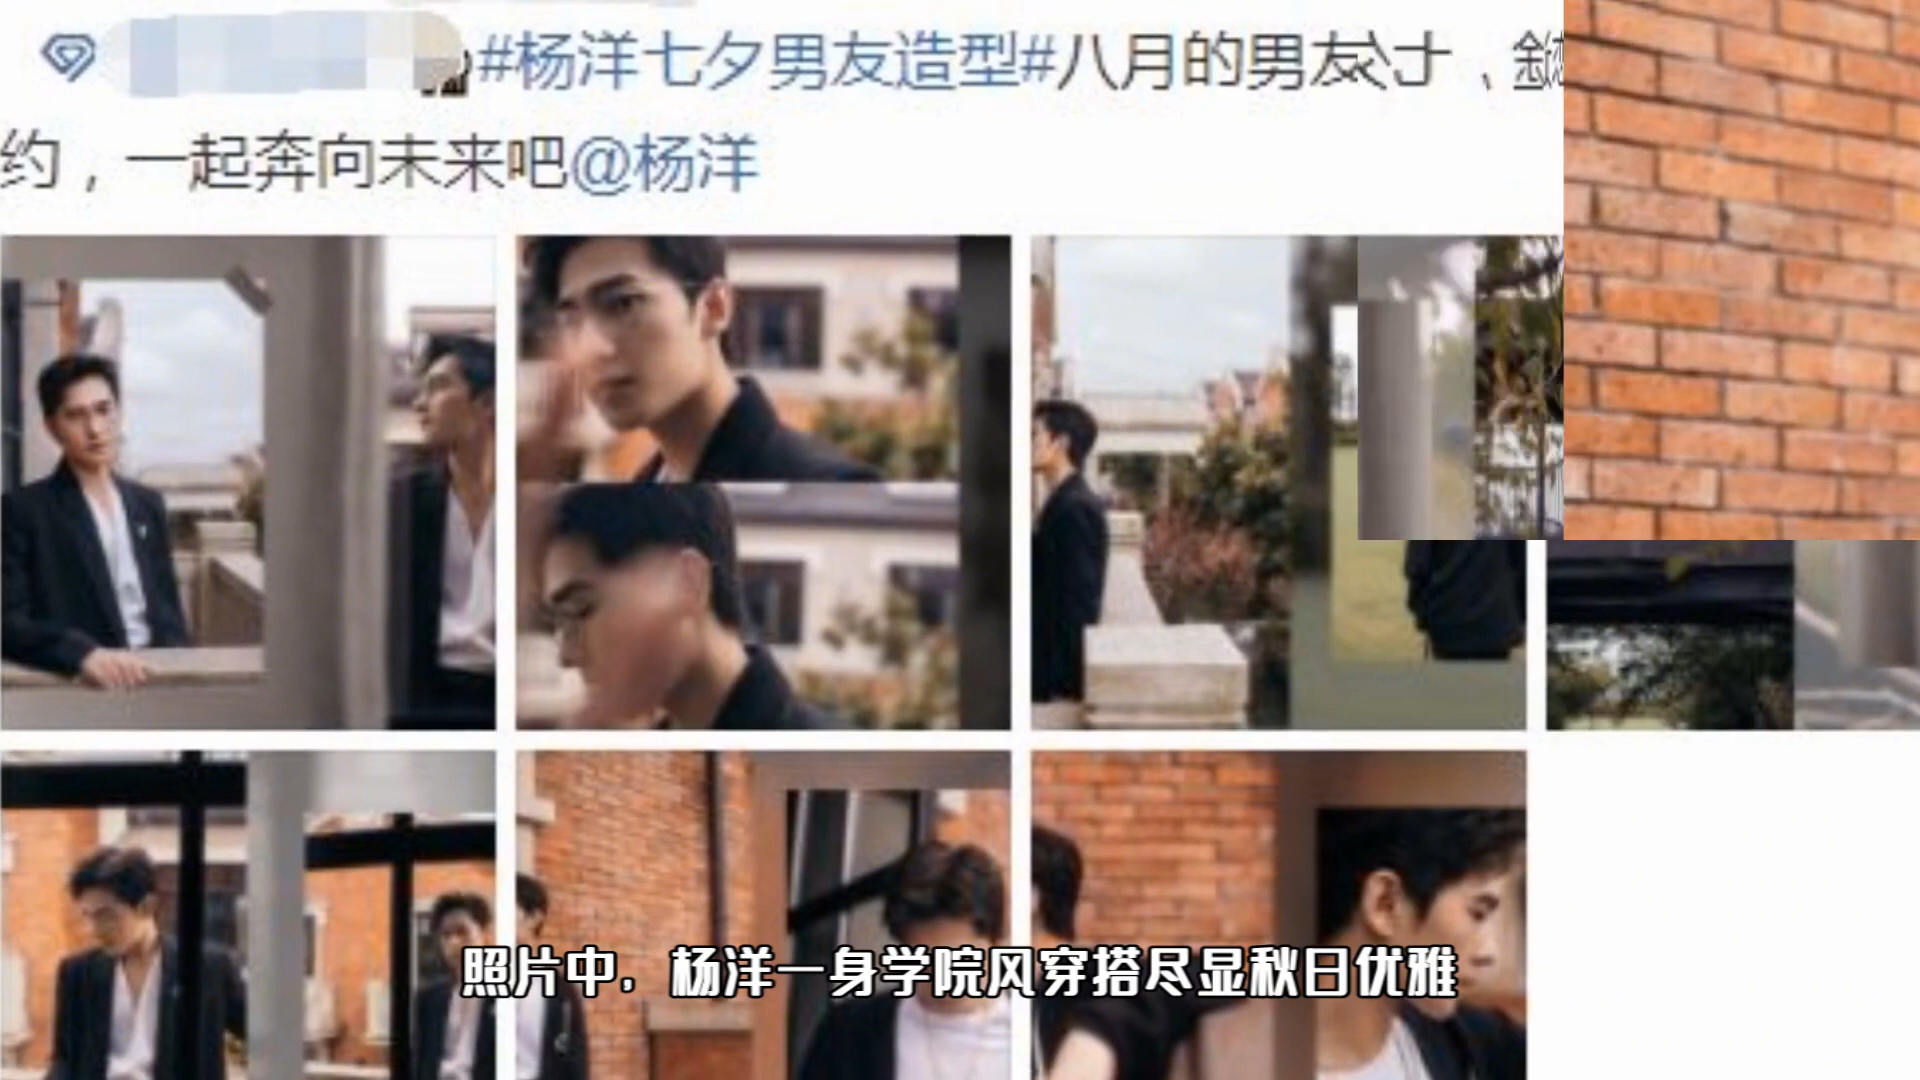 #杨洋七夕男友造型#八月的男友
约，一起奔向未来吧@杨洋
照片中，杨洋一身学院风穿搭尽显秋日优雅